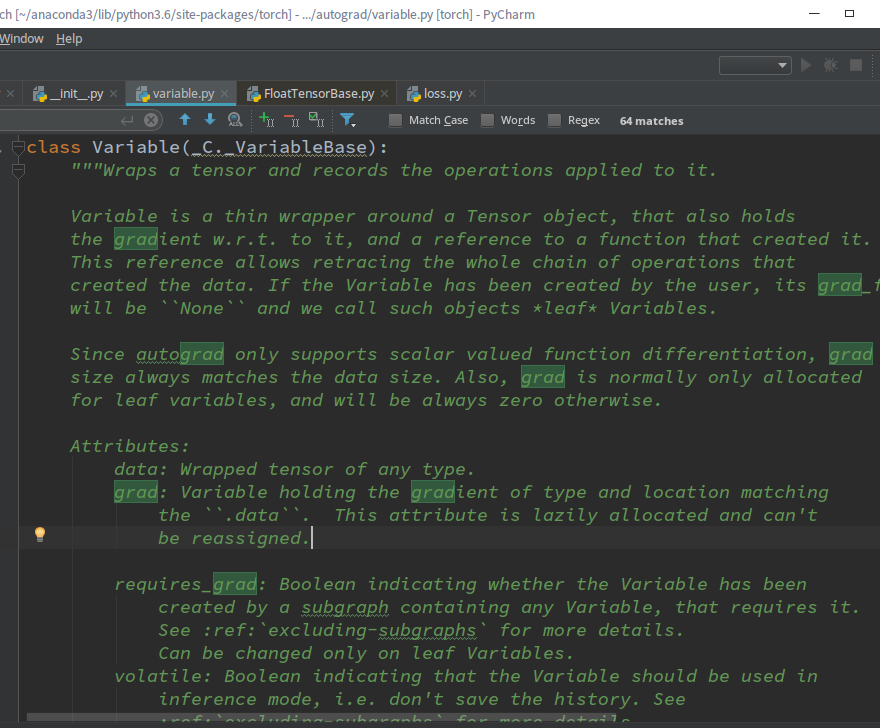 ch [~/anaconda3/lib/python3.6/site-packages/torch] - .../autograd/variable.py [torch] - PyCharm
Window Help
__init__.py variable.py FloatTensorBase.py loss.py
Match Case Words Regex 64 matches
class Variable(_C._VariableBase):
"""Wraps a tensor and records the operations applied to it.
Variable is a thin wrapper around a Tensor object, that also holds
the gradient w.r.t. to it, and a reference to a function that created it.
This reference allows retracing the whole chain of operations that
created the data. If the Variable has been created by the user, its grad_f
will be ``None`` and we call such objects *leaf* Variables.
Since autograd only supports scalar valued function differentiation, grad
size always matches the data size. Also, grad is normally only allocated
for leaf variables, and will be always zero otherwise.
Attributes:
data: Wrapped tensor of any type.
grad: Variable holding the gradient of type and location matching
the ``.data``.  This attribute is lazily allocated and can't
be reassigned.
requires_grad: Boolean indicating whether the Variable has been
created by a subgraph containing any Variable, that requires it.
See :ref:`excluding-subgraphs` for more details.
Can be changed only on leaf Variables.
volatile: Boolean indicating that the Variable should be used in
inference mode, i.e. don't save the history. See
:ref:`excluding-subgraphs` for more details.